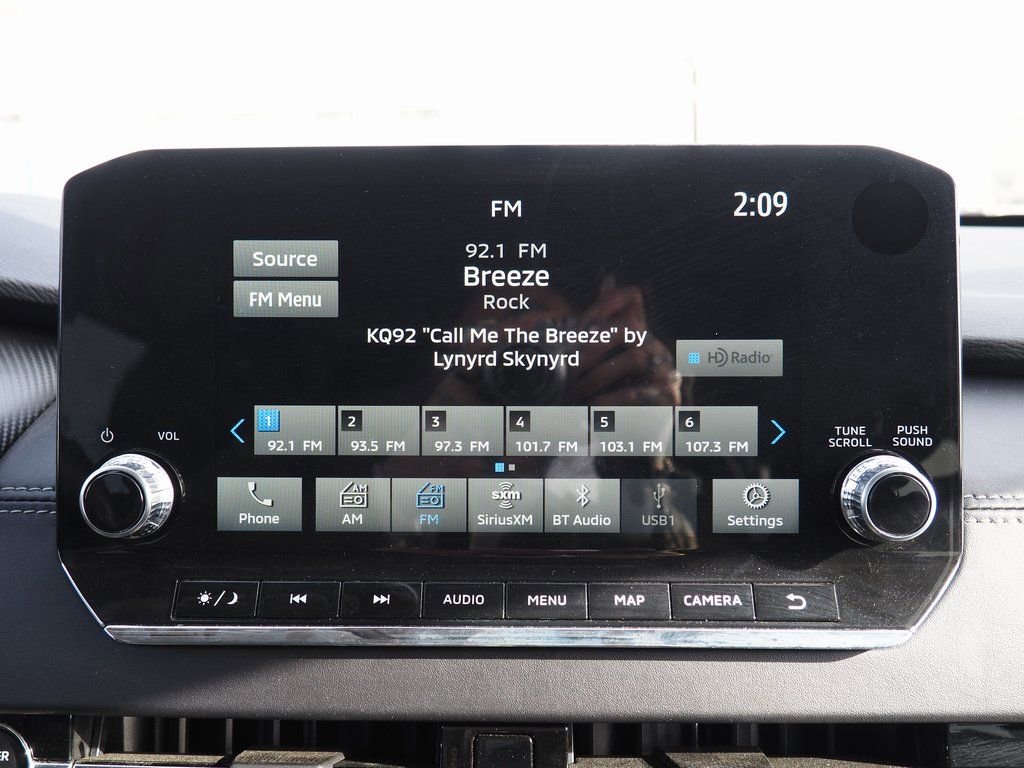 FM
2:09
Source
FM Menu
92.1 FM
Breeze
Rock
KQ92 "Call Me The Breeze" by
Lynyrd Skynyrd
HD Radio
1
92.1 FM
2
93.5 FM
3
97.3 FM
4
101.7 FM
5
103.1 FM
6
107.3 FM
VOL
TUNE
SCROLL
PUSH
SOUND
Phone
AM
AM
FM
FM
sxm
SiriusXM
BT Audio
USB1
Settings
AUDIO
MENU
MAP
CAMERA